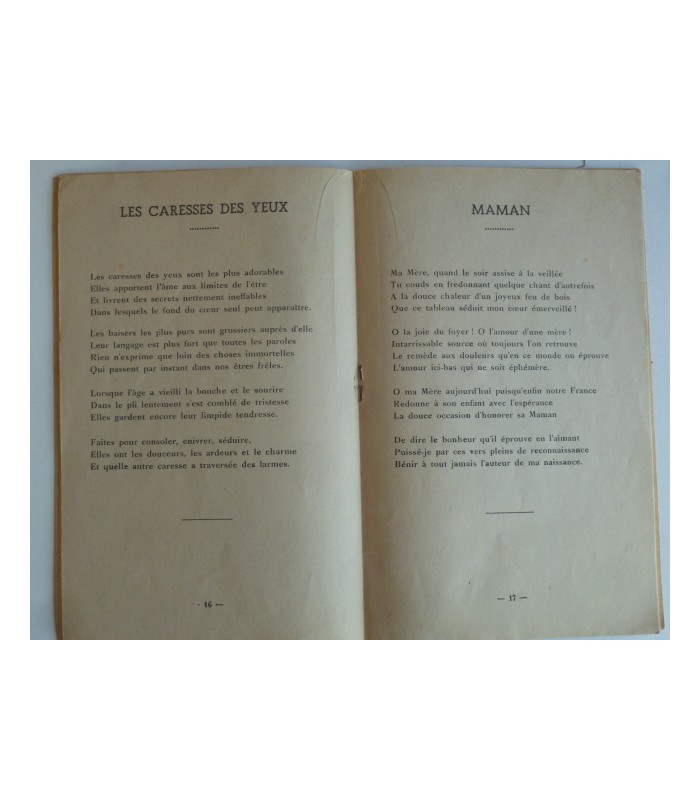 LES CARESSES DES YEUX
Les caresses des yeux sont les plus adorables
Elles apportent l'âme aux limites de l'être
Et livrent des secrets nettement ineffables
Dans lesquels le fond du cœur seul peut apparaître.
Les baisers les plus purs sont grossiers auprès d'elle
Leur langage est plus fort que toutes les paroles
Rien n'exprime que loin des choses immortelles
Qui passent par instant dans nos êtres frêles.
Lorsque l'âge a vieilli la bouche et le sourire
Dans le pli lentement s'est comblé de tristesse
Elles gardent encore leur limpide tendresse.
Faites pour consoler, enivrer, séduire,
Elles ont les douceurs, les ardeurs et le charme
Et quelle autre caresse a traversée des larmes.
- 16 —
MAMAN
Ma Mère, quand le soir assise à la veillée
Tu couds en fredonnant quelque chant d'autrefois
A la douce chaleur d'un joyeux feu de bois
Que ce tableau séduit mon cœur émerveillé !
O la joie du foyer ! O l'amour d'une mère !
Intarrissable source où toujours l'on retrouve
Le remède aux douleurs qu'en ce monde on éprouve
L'amour ici-bas qui ne soit éphémère.
O ma Mère aujourd'hui puisqu'enfin notre France
Redonne à son enfant avec l'espérance
La douce occasion d'honorer sa Maman
De dire le bonheur qu'il éprouve en l'aimant
Puissé-je par ces vers pleins de reconnaissance
Bénir à tout jamais l'auteur de ma naissance.
— 17 —